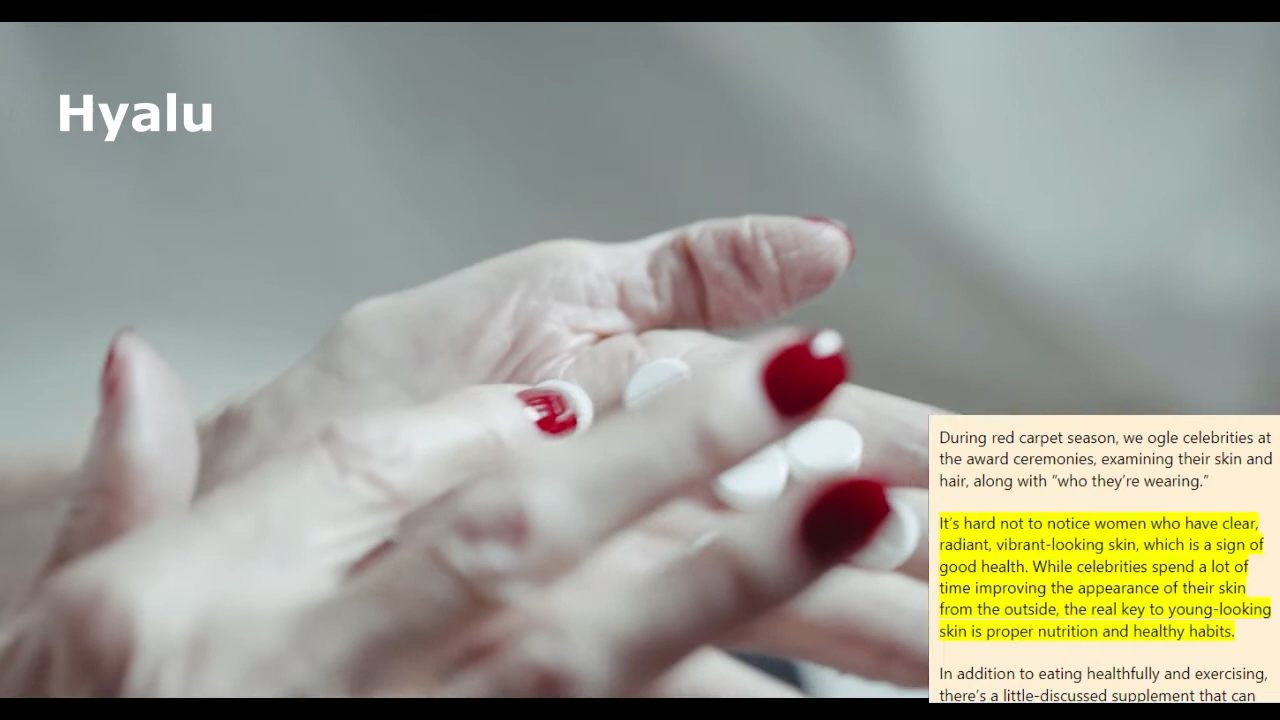 Hyalu
During red carpet season, we ogle celebrities at
the award ceremonies, examining their skin and
hair, along with “who they’re wearing.”
It’s hard not to notice women who have clear,
radiant, vibrant-looking skin, which is a sign of
good health. While celebrities spend a lot of
time improving the appearance of their skin
from the outside, the real key to young-looking
skin is proper nutrition and healthy habits.
In addition to eating healthfully and exercising,
there’s a little-discussed supplement that can